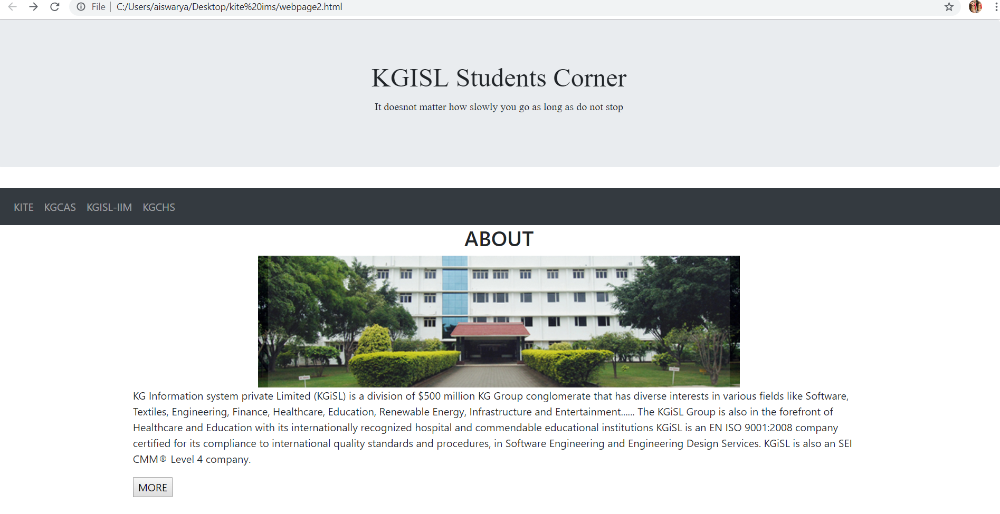 File | C:/Users/aiswarya/Desktop/kite%20ims/webpage2.html
KGISL Students Corner
It doesnot matter how slowly you go as long as do not stop
KITE KGCAS KGISL-IIM KGCHS
ABOUT
KG Information system private Limited (KGiSL) is a division of $500 million KG Group conglomerate that has diverse interests in various fields like Software,
Textiles, Engineering, Finance, Healthcare, Education, Renewable Energy, Infrastructure and Entertainment...... The KGiSL Group is also in the forefront of
Healthcare and Education with its internationally recognized hospital and commendable educational institutions KGiSL is an EN ISO 9001:2008 company
certified for its compliance to international quality standards and procedures, in Software Engineering and Engineering Design Services. KGiSL is also an SEI
CMM® Level 4 company.
MORE